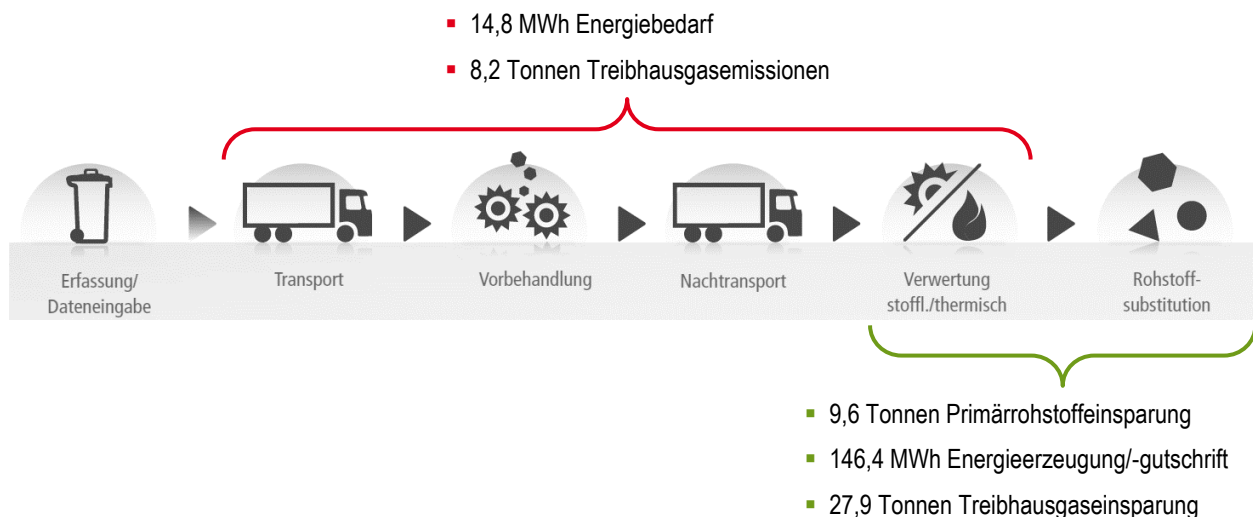 ▪ 14,8 MWh Energiebedarf
▪ 8,2 Tonnen Treibhausgasemissionen
Erfassung/
Dateneingabe
Transport
Vorbehandlung
Nachtransport
Verwertung
stoffl./thermisch
Rohstoff-
substitution
▪ 9,6 Tonnen Primärrohstoffeinsparung
▪ 146,4 MWh Energieerzeugung/-gutschrift
▪ 27,9 Tonnen Treibhausgaseinsparung